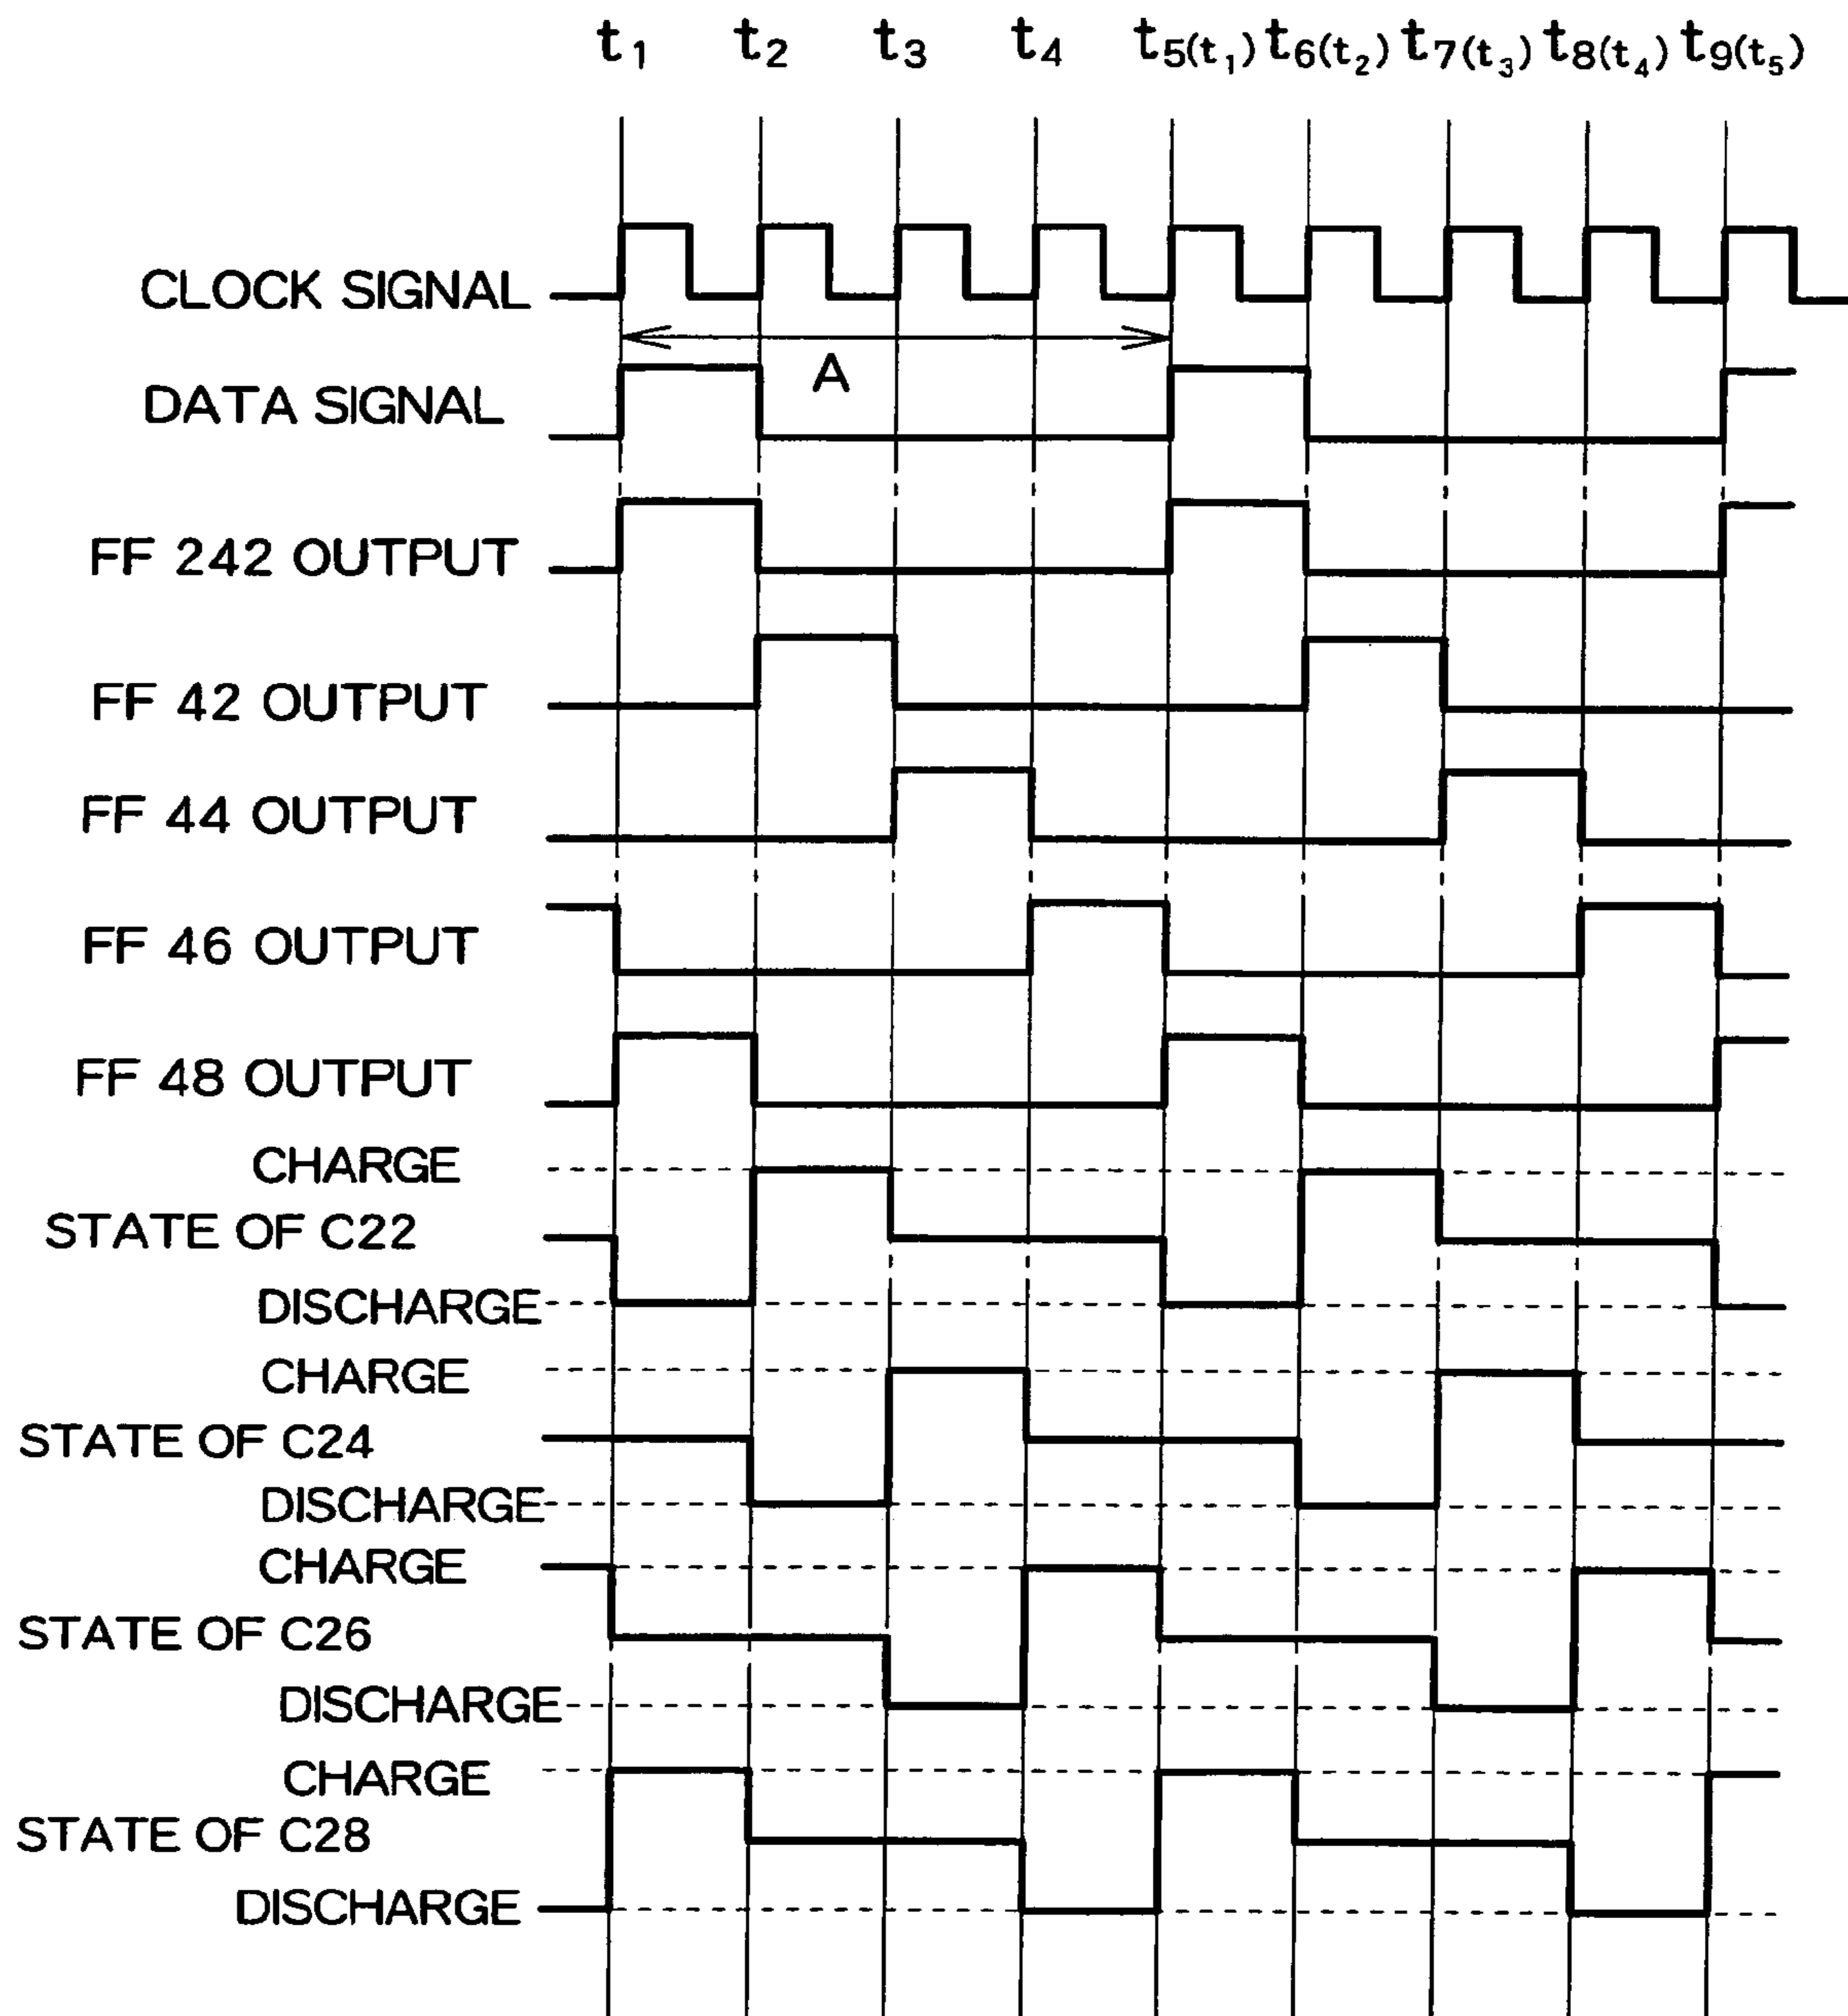 t1 t2 t3 t4 t5(t1) t6(t2) t7(t3) t8(t4) t9(t5)
CLOCK SIGNAL
A
DATA SIGNAL
FF 242 OUTPUT
FF 42 OUTPUT
FF 44 OUTPUT
FF 46 OUTPUT
FF 48 OUTPUT
CHARGE
STATE OF C22
DISCHARGE
CHARGE
STATE OF C24
DISCHARGE
CHARGE
STATE OF C26
DISCHARGE
CHARGE
STATE OF C28
DISCHARGE